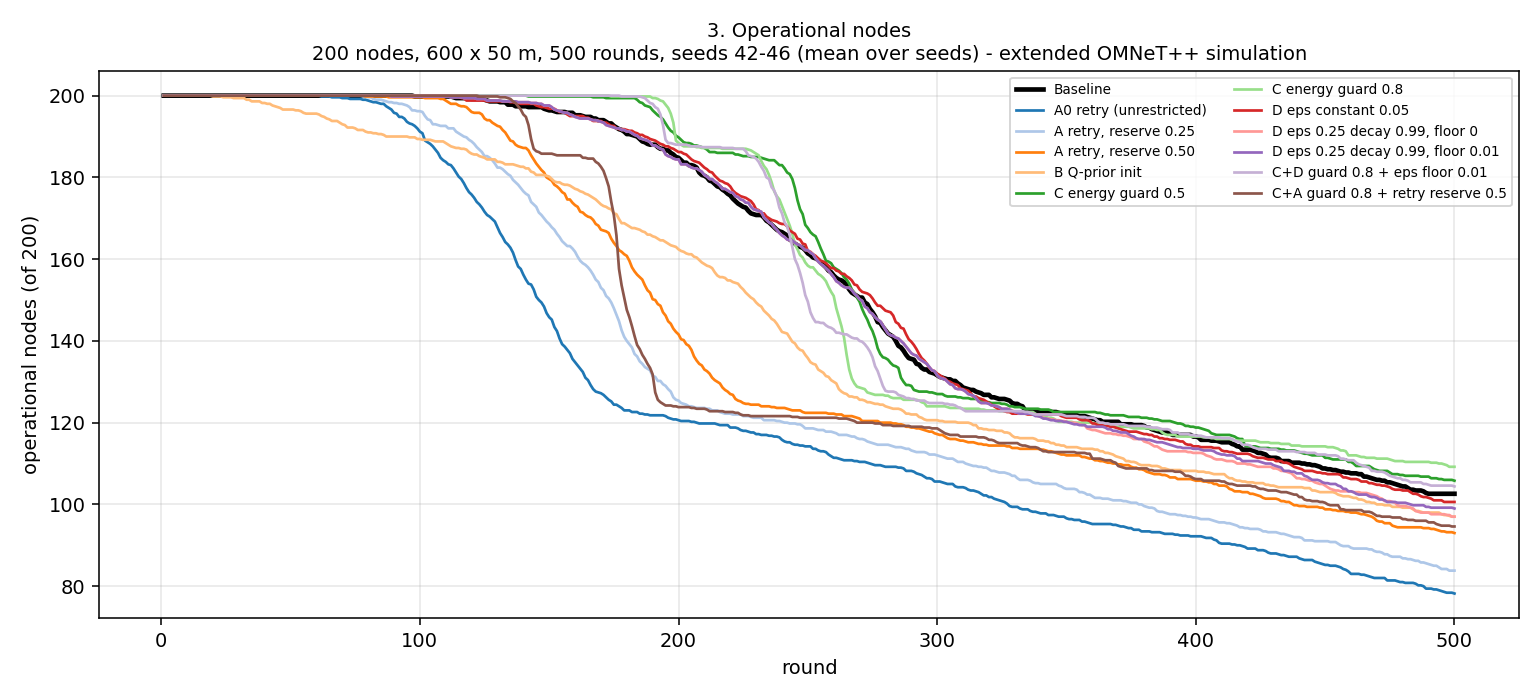 3. Operational nodes
200 nodes, 600 x 50 m, 500 rounds, seeds 42-46 (mean over seeds) - extended OMNeT++ simulation
operational nodes (of 200)
200
180
160
140
120
100
80
Baseline
A0 retry (unrestricted)
A retry, reserve 0.25
A retry, reserve 0.50
B Q-prior init
C energy guard 0.5
C energy guard 0.8
D eps constant 0.05
D eps 0.25 decay 0.99, floor 0
D eps 0.25 decay 0.99, floor 0.01
C+D guard 0.8 + eps floor 0.01
C+A guard 0.8 + retry reserve 0.5
0 100 200 300 400 500
round